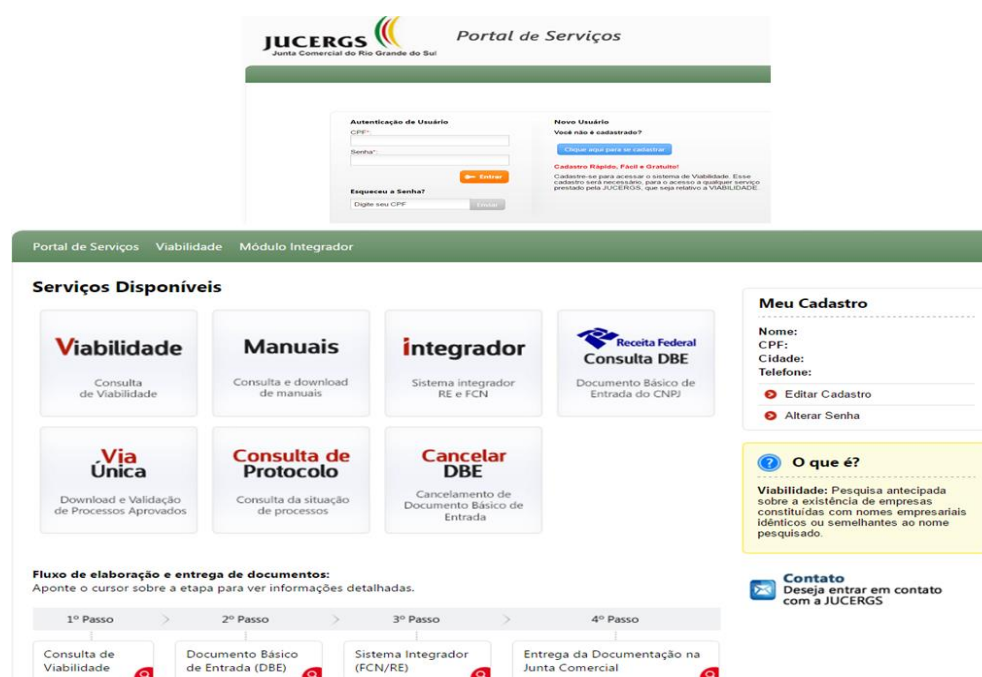 JUCERGS
Junta Comercial do Rio Grande do Sul
Portal de Serviços
Autenticação de Usuário
CPF*:
Senha*:
Entrar
Esqueceu a Senha?
Digite seu CPF
Enviar
Novo Usuário
Você não é cadastrado?
Clique aqui para se cadastrar
Cadastro Rápido, Fácil e Gratuito!
Cadastre-se para acessar o sistema de Viabilidade. Esse
cadastro será necessário, para o acesso a qualquer serviço
prestado pela JUCERGS, que seja relativo a VIABILIDADE.
Portal de Serviços Viabilidade Módulo Integrador
Serviços Disponíveis
Viabilidade
Consulta
de Viabilidade
Manuais
Consulta e download
de manuais
integrador
Sistema integrador
RE e FCN
Receita Federal
Consulta DBE
Documento Básico de
Entrada do CNPJ
Via
Única
Download e Validação
de Processos Aprovados
Consulta de
Protocolo
Consulta da situação
de processos
Cancelar
DBE
Cancelamento de
Documento Básico de
Entrada
Meu Cadastro
Nome:
CPF:
Cidade:
Telefone:
Editar Cadastro
Alterar Senha
O que é?
Viabilidade: Pesquisa antecipada
sobre a existência de empresas
constituídas com nomes empresariais
idênticos ou semelhantes ao nome
pesquisado.
Contato
Deseja entrar em contato
com a JUCERGS
Fluxo de elaboração e entrega de documentos:
Aponte o cursor sobre a etapa para ver informações detalhadas.
1º Passo
2º Passo
3º Passo
4º Passo
Consulta de
Viabilidade
Documento Básico
de Entrada (DBE)
Sistema Integrador
(FCN/RE)
Entrega da Documentação na
Junta Comercial